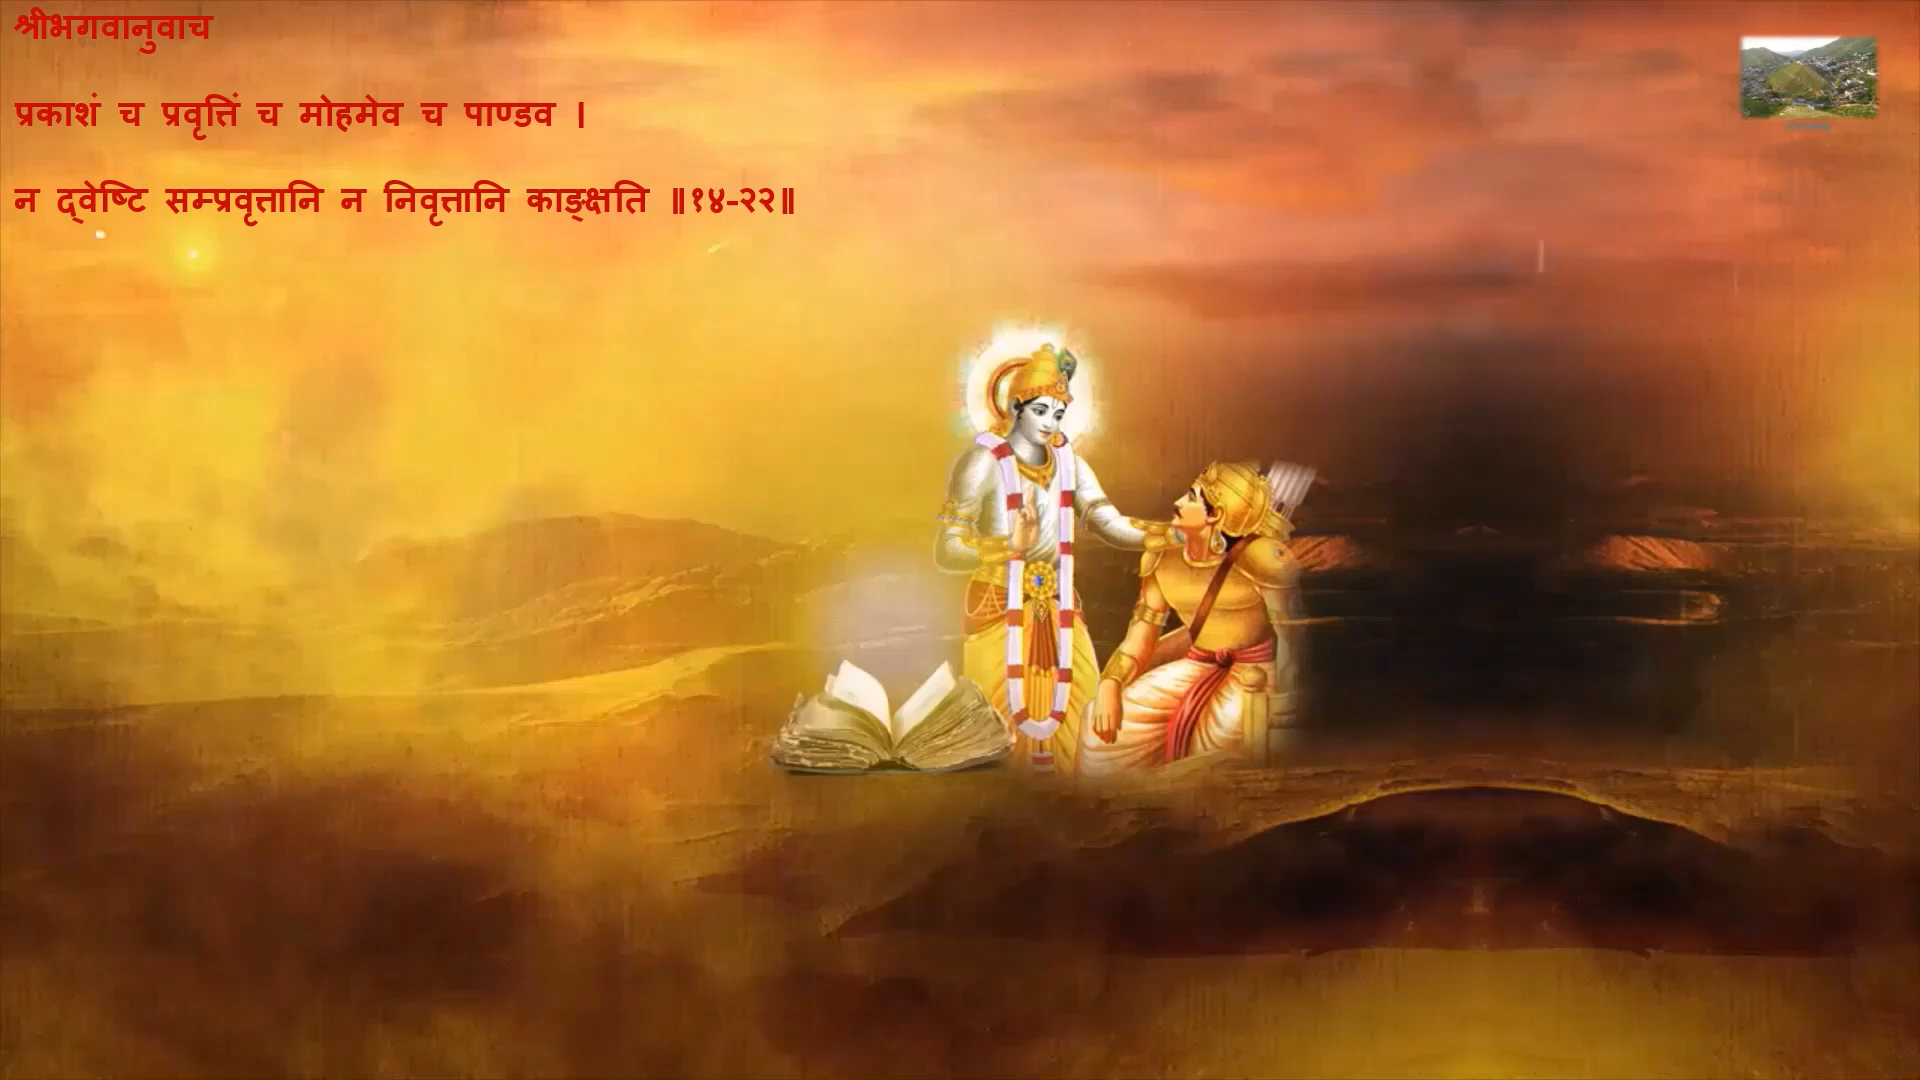 श्रीभगवानुवाच
प्रकाशं च प्रवृत्तिं च मोहमेव च पाण्डव ।
न द्वेष्टि सम्प्रवृत्तानि न निवृत्तानि काङ्क्षति ॥१४-२२॥